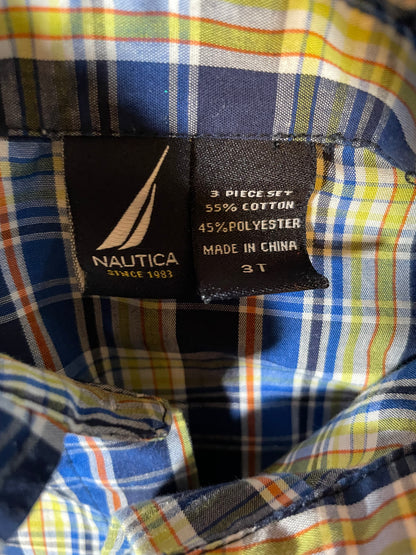 NAUTICA
SINCE 1983
3 PIECE SET
55% COTTON
45%POLYESTER
MADE IN CHINA
3T